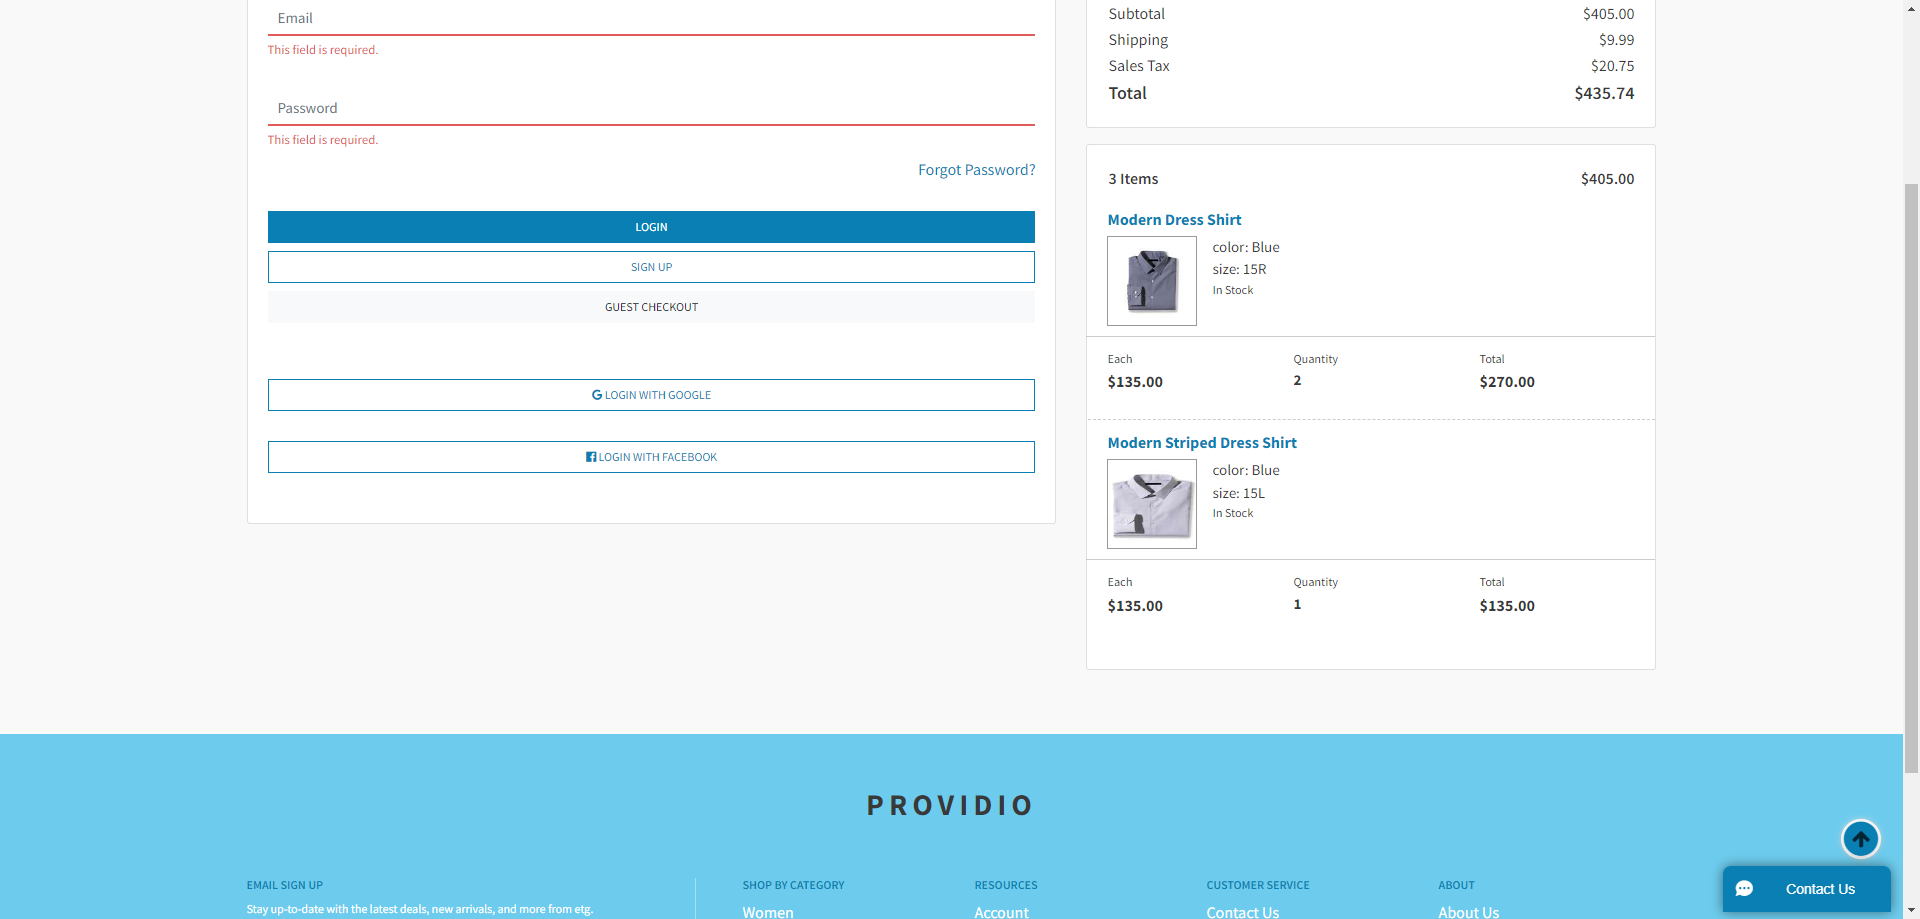 Email
This field is required.
Password
This field is required.
Forgot Password?
LOGIN
SIGN UP
GUEST CHECKOUT
LOGIN WITH GOOGLE
LOGIN WITH FACEBOOK
Subtotal $405.00
Shipping $9.99
Sales Tax $20.75
Total $435.74
3 Items $405.00
Modern Dress Shirt
color: Blue
size: 15R
In Stock
Each Quantity Total
$135.00 2 $270.00
Modern Striped Dress Shirt
color: Blue
size: 15L
In Stock
Each Quantity Total
$135.00 1 $135.00
PROVIDIO
EMAIL SIGN UP
Stay up-to-date with the latest deals, new arrivals, and more from etg.
SHOP BY CATEGORY
Women
RESOURCES
Account
CUSTOMER SERVICE
Contact Us
ABOUT
About Us
Contact Us